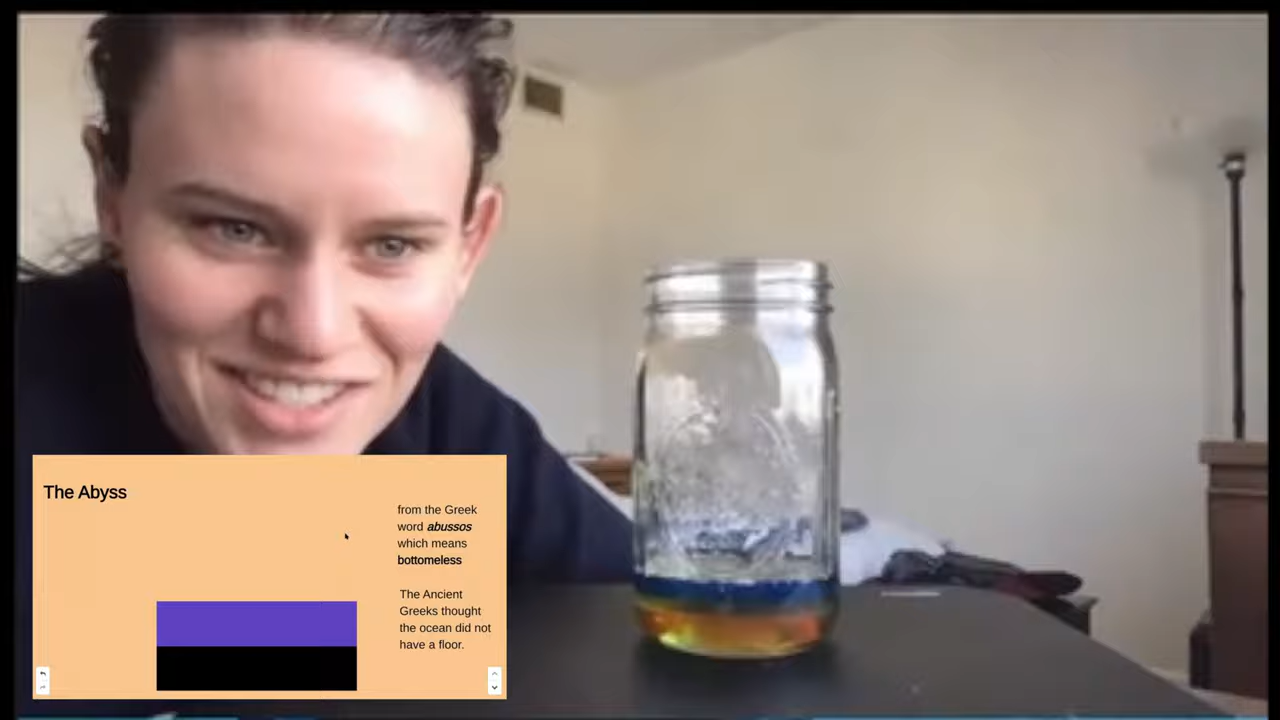 The Abyss
from the Greek
word abussos
which means
bottomeless
The Ancient
Greeks thought
the ocean did not
have a floor.